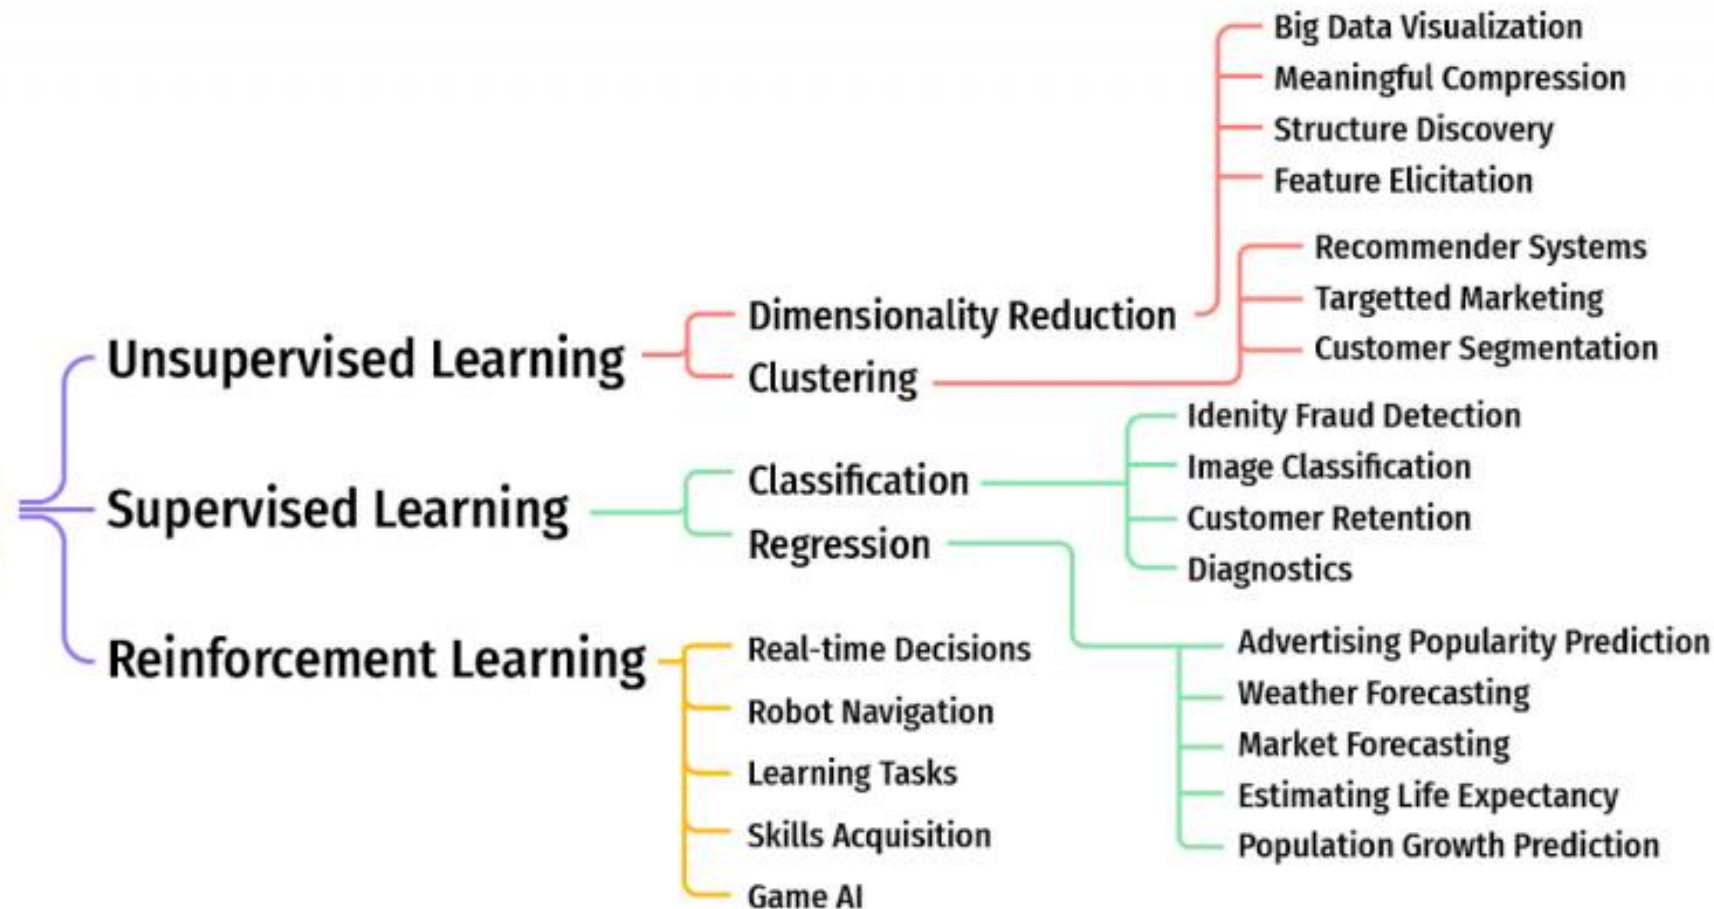 Big Data Visualization
Meaningful Compression
Structure Discovery
Feature Elicitation
Recommender Systems
Targetted Marketing
Customer Segmentation
Dimensionality Reduction
Clustering
Unsupervised Learning
Idenity Fraud Detection
Image Classification
Customer Retention
Diagnostics
Classification
Regression
Supervised Learning
Advertising Popularity Prediction
Weather Forecasting
Market Forecasting
Estimating Life Expectancy
Population Growth Prediction
Reinforcement Learning
Real-time Decisions
Robot Navigation
Learning Tasks
Skills Acquisition
Game AI